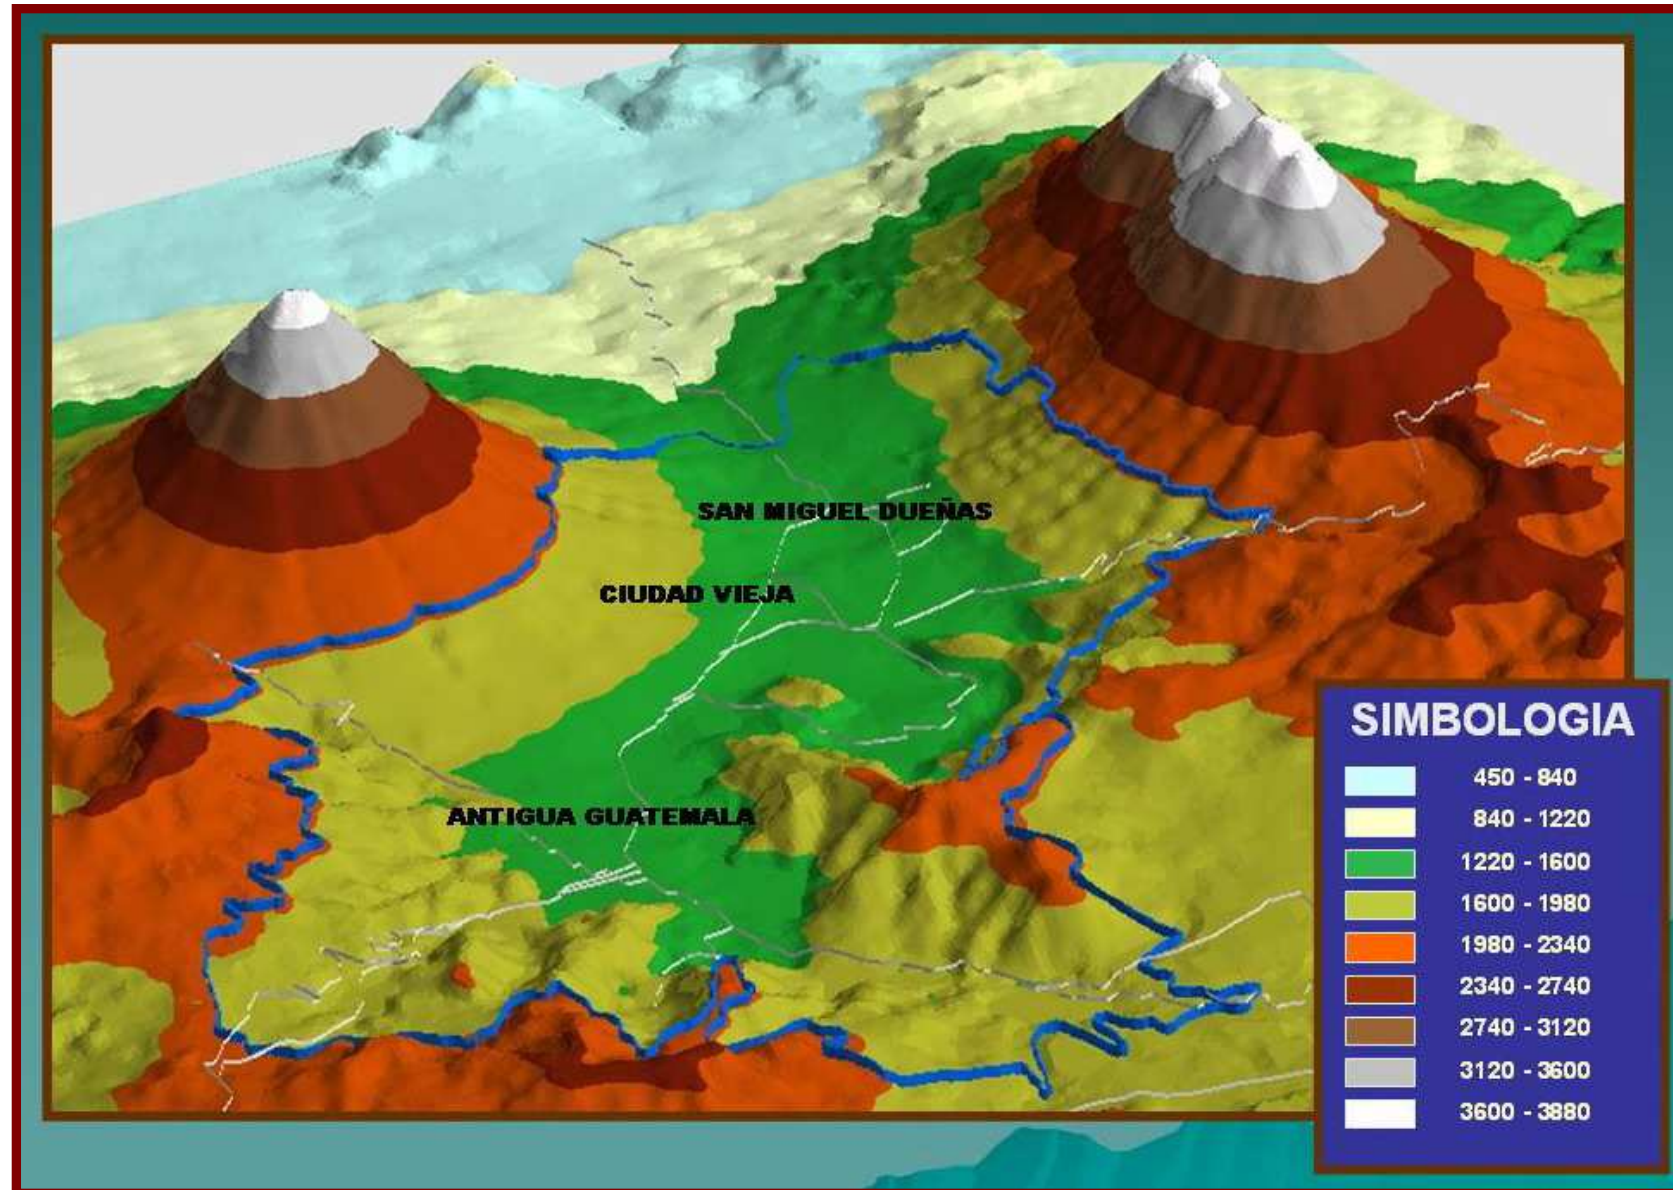 SAN MIGUEL DUEÑAS
CIUDAD VIEJA
ANTIGUA GUATEMALA
SIMBOLOGIA
450 - 840
840 - 1220
1220 - 1600
1600 - 1980
1980 - 2340
2340 - 2740
2740 - 3120
3120 - 3600
3600 - 3880